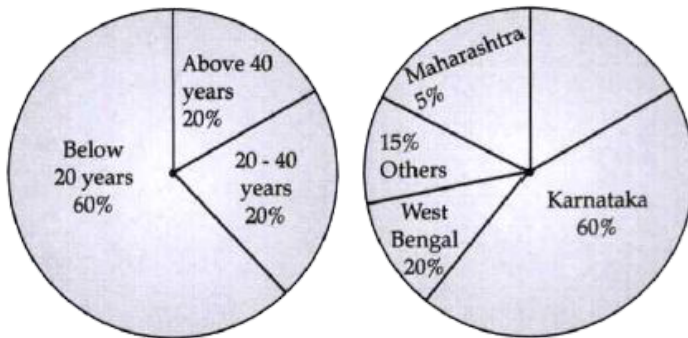 Above 40
years
20%
Below
20 years
60%
20 - 40
years
20%
Maharashtra
5%
15%
Others
West
Bengal
20%
Karnataka
60%